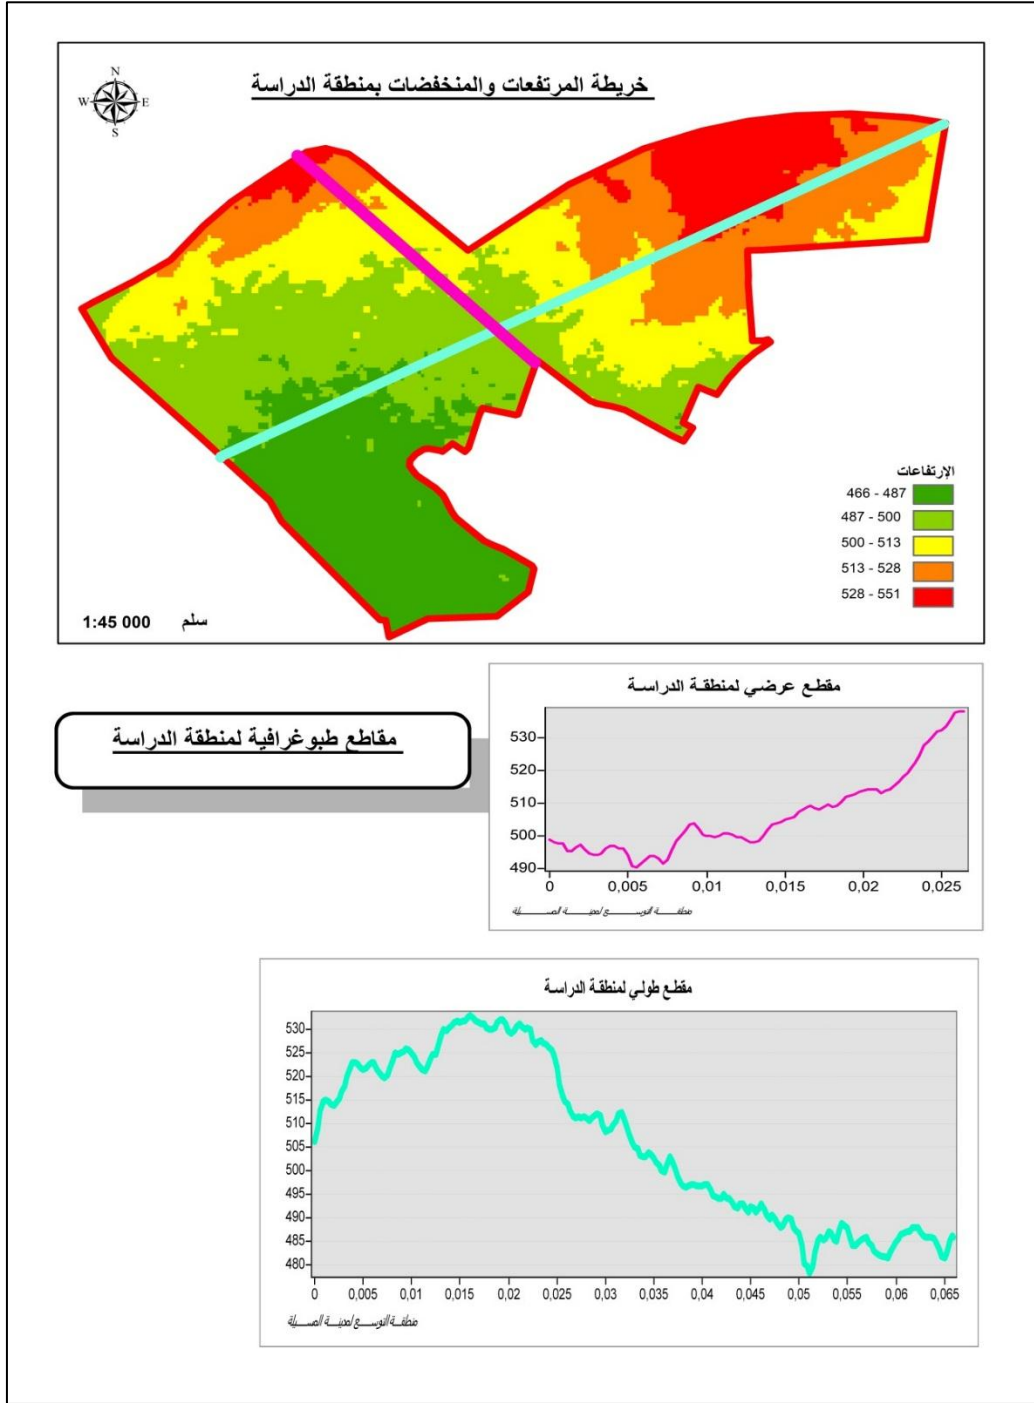 N
W E
S
خريطة المرتفعات والمنخفضات بمنطقة الدراسة
الإرتفاعات
466 - 487
487 - 500
500 - 513
513 - 528
528 - 551
سلم 1:45 000
مقاطع طبوغرافية لمنطقة الدراسة
مقطع عرضي لمنطقة الدراسة
530
520
510
500
490
0 0,005 0,01 0,015 0,02 0,025
منطقة التوسع لمدينة المسيلة
مقطع طولي لمنطقة الدراسة
530
525
520
515
510
505
500
495
490
485
480
0 0,005 0,01 0,015 0,02 0,025 0,03 0,035 0,04 0,045 0,05 0,055 0,06 0,065
منطقة التوسع لمدينة المسيلة